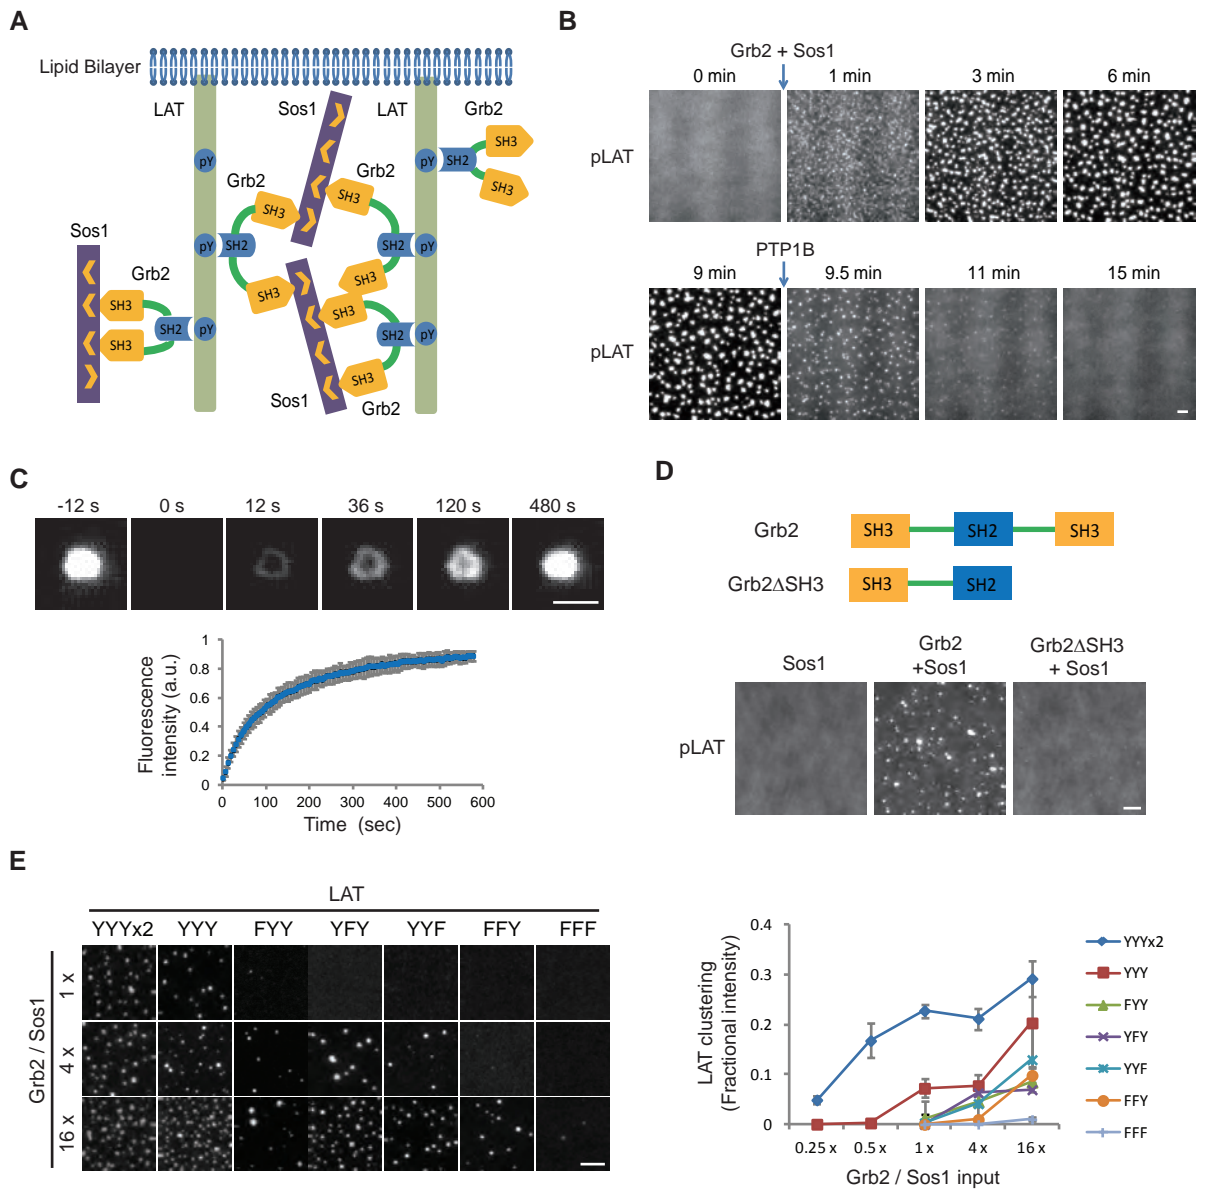 A
Lipid Bilayer
LAT
Sos1
LAT
Grb2
pY
pY
SH2
SH3
SH3
Grb2
Grb2
SH3
SH3
Sos1
pY
SH2
SH2
pY
Grb2
SH3
SH3
SH3
SH3
SH3
SH2
pY
SH2
pY
SH3
Sos1
Grb2
B
Grb2 + Sos1
0 min
1 min
3 min
6 min
pLAT
PTP1B
9 min
9.5 min
11 min
15 min
pLAT
C
-12 s
0 s
12 s
36 s
120 s
480 s
Fluorescence
intensity (a.u.)
1
0.8
0.6
0.4
0.2
0
0
100
200
300
400
500
600
Time (sec)
D
Grb2
SH3
SH2
SH3
Grb2ΔSH3
SH3
SH2
Sos1
Grb2
+Sos1
Grb2ΔSH3
+ Sos1
pLAT
E
LAT
YYYx2
YYY
FYY
YFY
YYF
FFY
FFF
Grb2 / Sos1
1 x
4 x
16 x
LAT clustering
(Fractional intensity)
0.4
0.3
0.2
0.1
0
0.25 x
0.5 x
1 x
4 x
16 x
Grb2 / Sos1 input
YYYx2
YYY
FYY
YFY
YYF
FFY
FFF